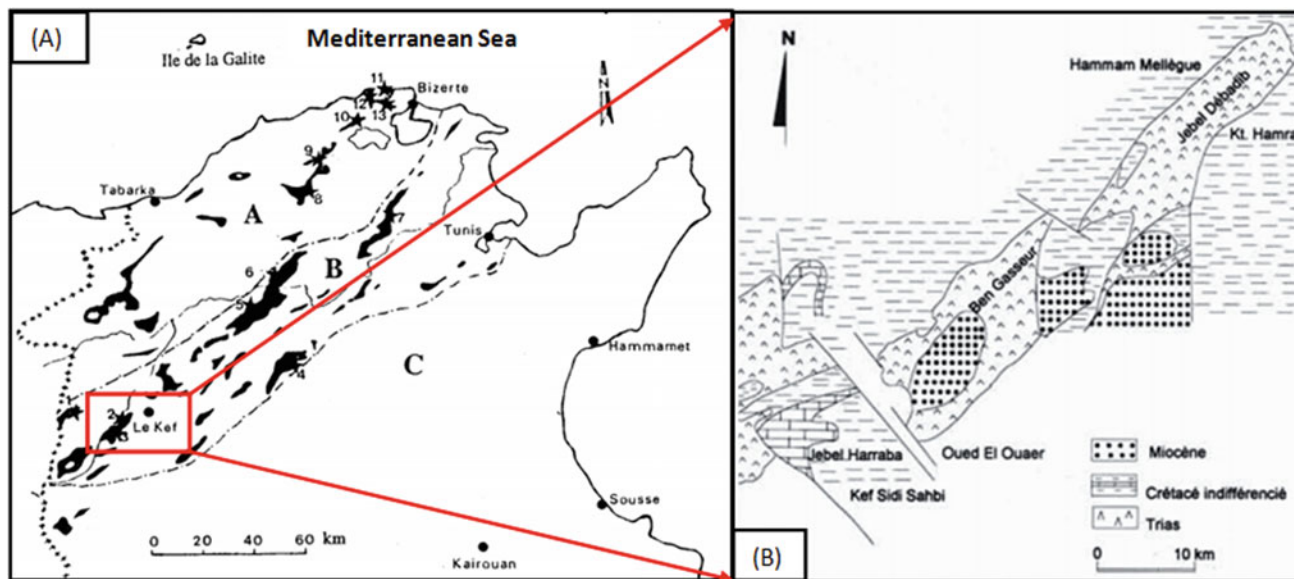 (A)
Mediterranean Sea
Ile de la Galite
N
11
Bizerte
12
13
10
9
Tabarka
8
A
7
Tunis
6
B
5
C
Hammamet
4
1
2
Le Kef
3
Sousse
0 20 40 60 km
Kairouan
N
Hammam Mellègue
Jebel Débadib
Kt. Hamra
Ben Gasseur
Jebel Harraba
Oued El Ouaer
Kef Sidi Sahbi
Miocène
Crétacé indifférencié
Trias
0 10 km
(B)